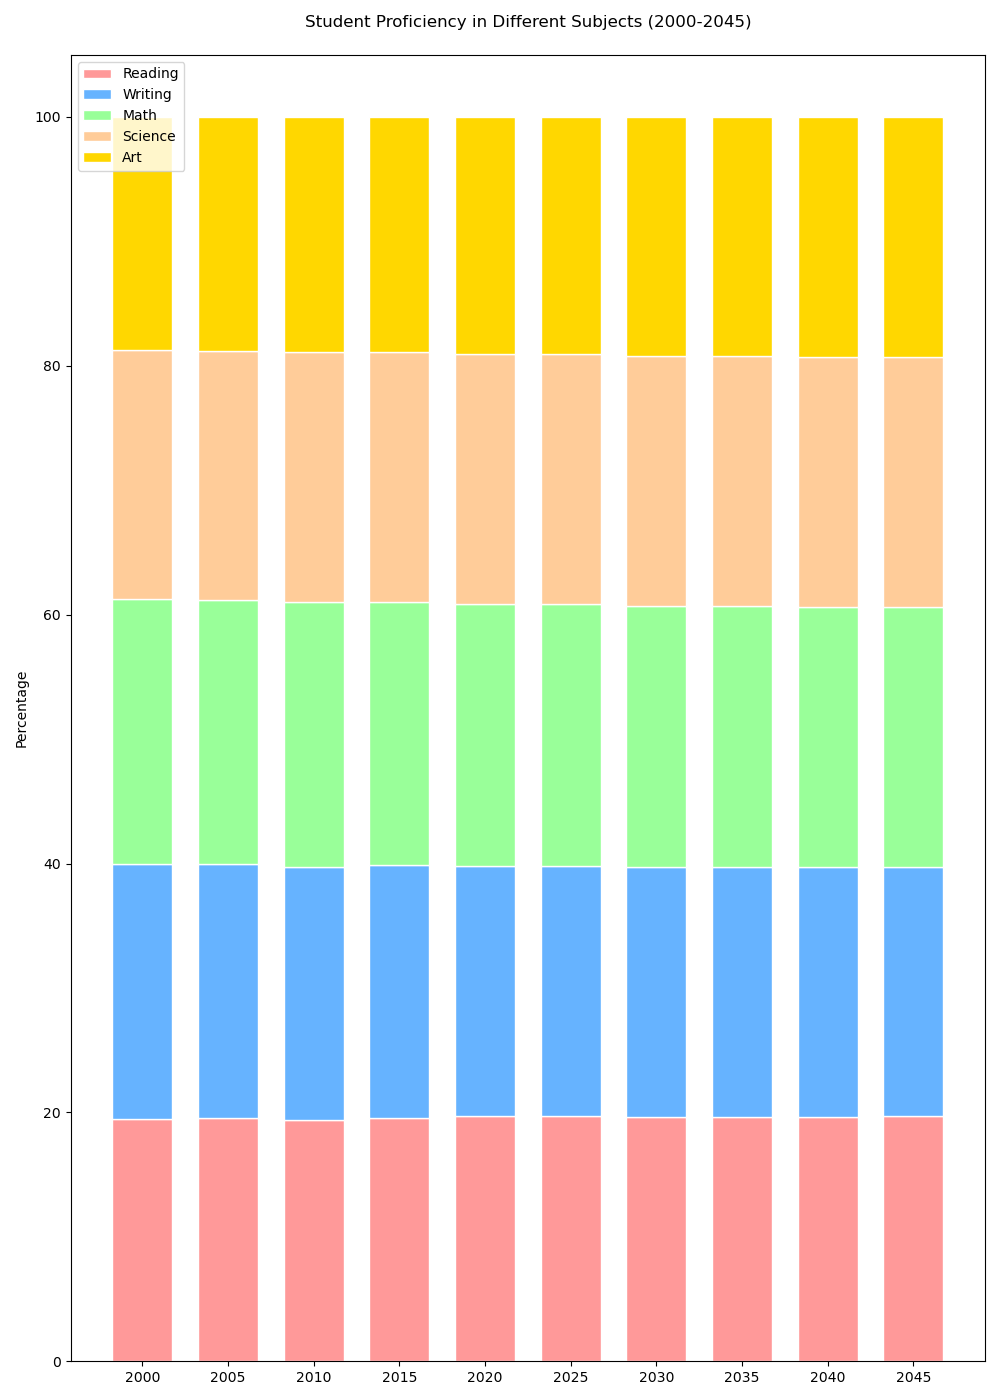 Student Proficiency in Different Subjects (2000-2045)
Reading
Writing
Math
Science
Art
100
80
60
40
20
0
Percentage
2000 2005 2010 2015 2020 2025 2030 2035 2040 2045